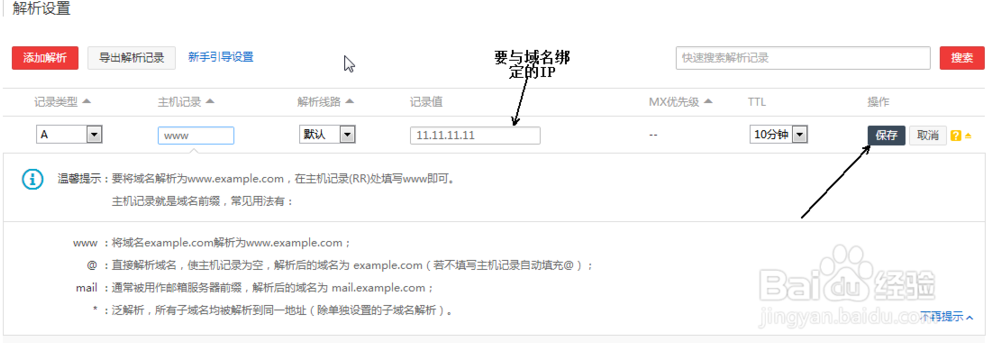 解析设置
添加解析 导出解析记录 新手引导设置
要与域名绑
定的IP
快速搜索解析记录 搜索
记录类型 主机记录 解析线路 记录值 MX优先级 TTL 操作
A www 默认 11.11.11.11 -- 10分钟 保存 取消 ?
温馨提示：要将域名解析为www.example.com，在主机记录(RR)处填写www即可。
主机记录就是域名前缀，常见用法有：
www ：将域名example.com解析为www.example.com；
@ ：直接解析域名，使主机记录为空，解析后的域名为 example.com（若不填写主机记录自动填充@）；
mail ：通常被用作邮箱服务器前缀，解析后的域名为 mail.example.com；
* ：泛解析，所有子域名均被解析到同一地址（除单独设置的子域名解析）。
不再提示
Baidu 经验
jingyan.baidu.com